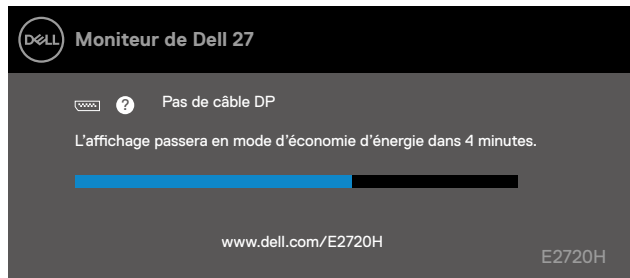 DELL Moniteur de Dell 27
? Pas de câble DP
L'affichage passera en mode d'économie d'énergie dans 4 minutes.
www.dell.com/E2720H
E2720H